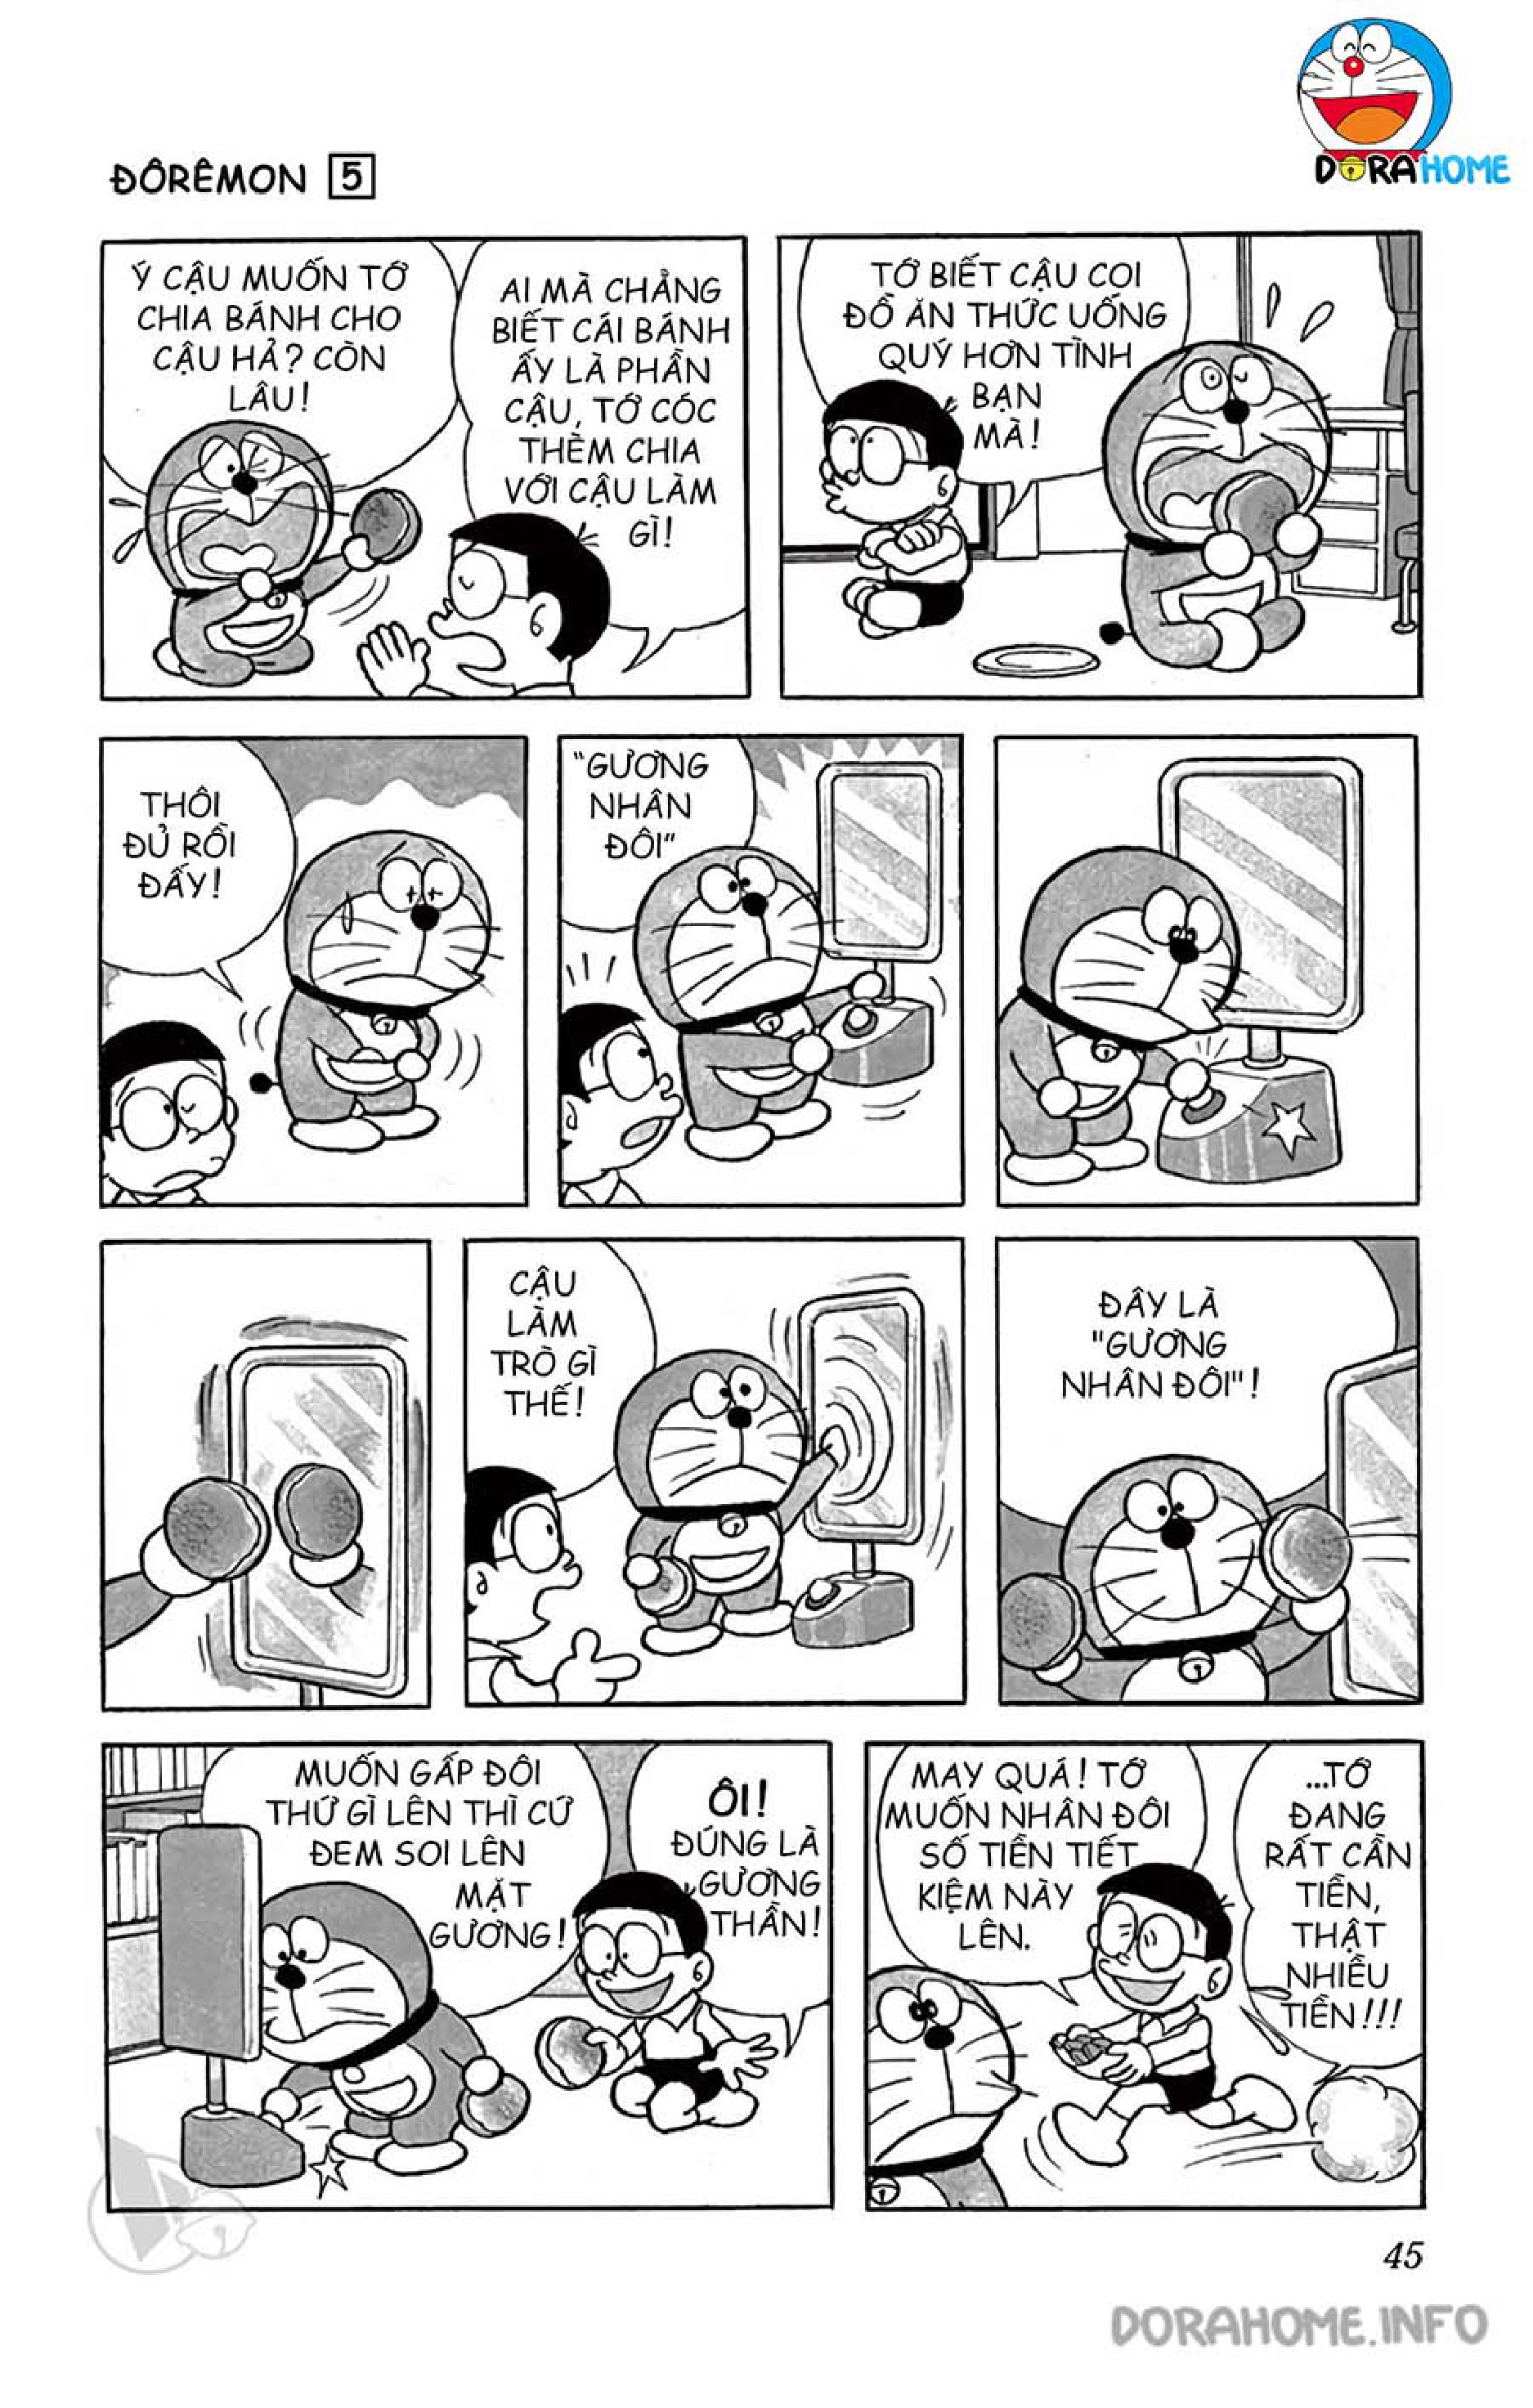 DORAHOME
ĐÔRÊMON 5
Ý CẬU MUỐN TỚ
CHIA BÁNH CHO
CẬU HẢ? CÒN
LÂU!
AI MÀ CHẲNG
BIẾT CÁI BÁNH
ẤY LÀ PHẦN
CẬU, TỚ CÓC
THÈM CHIA
VỚI CẬU LÀM
GÌ!
TỚ BIẾT CẬU COI
ĐỒ ĂN THỨC UỐNG
QUÝ HƠN TÌNH
BẠN
MÀ!
THÔI
ĐỦ RỒI
ĐẤY!
"GƯƠNG
NHÂN
ĐÔI"
CẬU
LÀM
TRÒ GÌ
THẾ!
ĐÂY LÀ
"GƯƠNG
NHÂN ĐÔI"!
MUỐN GẤP ĐÔI
THỨ GÌ LÊN THÌ CỨ
ĐEM SOI LÊN
MẶT
GƯƠNG!
ÔI!
ĐÚNG LÀ
GƯƠNG
THẦN!
MAY QUÁ! TỚ
MUỐN NHÂN ĐÔI
SỐ TIỀN TIẾT
KIỆM NÀY
LÊN.
...TỚ
ĐANG
RẤT CẦN
TIỀN,
THẬT
NHIỀU
TIỀN!!!
45
DORAHOME.INFO